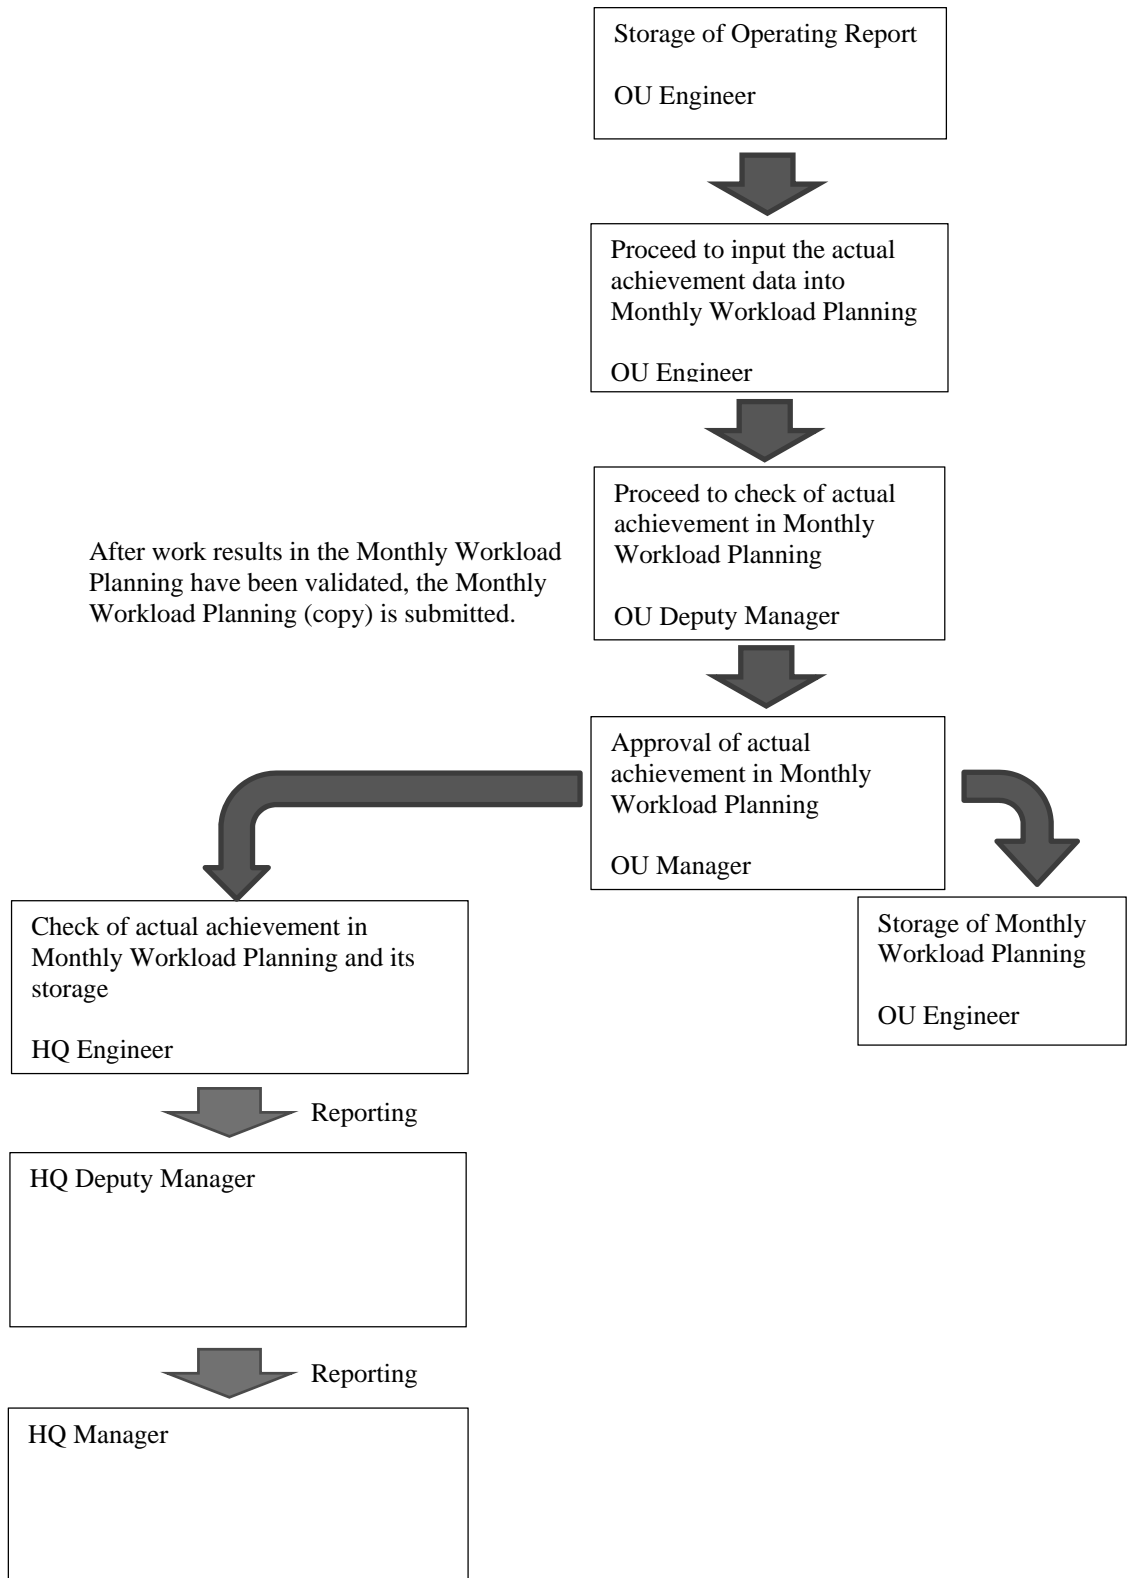 Storage of Operating Report
OU Engineer
Proceed to input the actual
achievement data into
Monthly Workload Planning
OU Engineer
Proceed to check of actual
achievement in Monthly
Workload Planning
OU Deputy Manager
After work results in the Monthly Workload
Planning have been validated, the Monthly
Workload Planning (copy) is submitted.
Approval of actual
achievement in Monthly
Workload Planning
OU Manager
Check of actual achievement in
Monthly Workload Planning and its
storage
HQ Engineer
Storage of Monthly
Workload Planning
OU Engineer
Reporting
HQ Deputy Manager
Reporting
HQ Manager